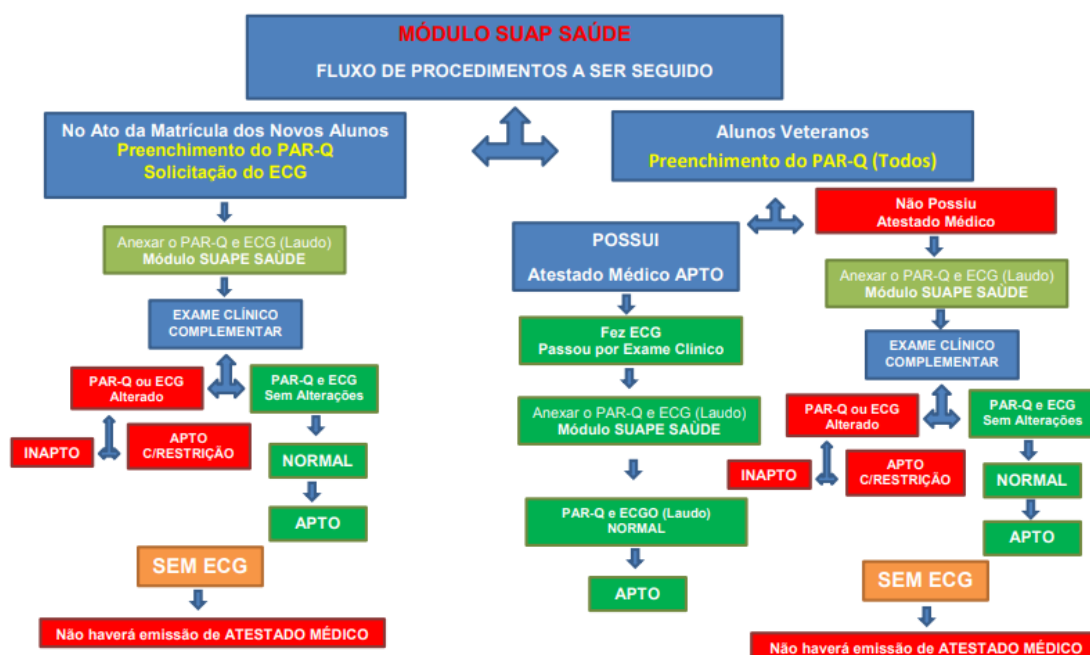 MÓDULO SUAP SAÚDE
FLUXO DE PROCEDIMENTOS A SER SEGUIDO
No Ato da Matrícula dos Novos Alunos
Preenchimento do PAR-Q
Solicitação do ECG
Anexar o PAR-Q e ECG (Laudo)
Módulo SUAPE SAÚDE
EXAME CLÍNICO
COMPLEMENTAR
PAR-Q ou ECG
Alterado
PAR-Q e ECG
Sem Alterações
INAPTO
APTO
C/RESTRIÇÃO
NORMAL
APTO
SEM ECG
Não haverá emissão de ATESTADO MÉDICO
Alunos Veteranos
Preenchimento do PAR-Q (Todos)
POSSUI
Atestado Médico APTO
Fez ECG
Passou por Exame Clinico
Anexar o PAR-Q e ECG (Laudo)
Módulo SUAPE SAÚDE
PAR-Q e ECGO (Laudo)
NORMAL
APTO
Não Possiu
Atestado Médico
Anexar o PAR-Q e ECG (Laudo)
Módulo SUAPE SAÚDE
EXAME CLÍNICO
COMPLEMENTAR
PAR-Q ou ECG
Alterado
PAR-Q e ECG
Sem Alterações
INAPTO
APTO
C/RESTRIÇÃO
NORMAL
APTO
SEM ECG
Não haverá emissão de ATESTADO MÉDICO